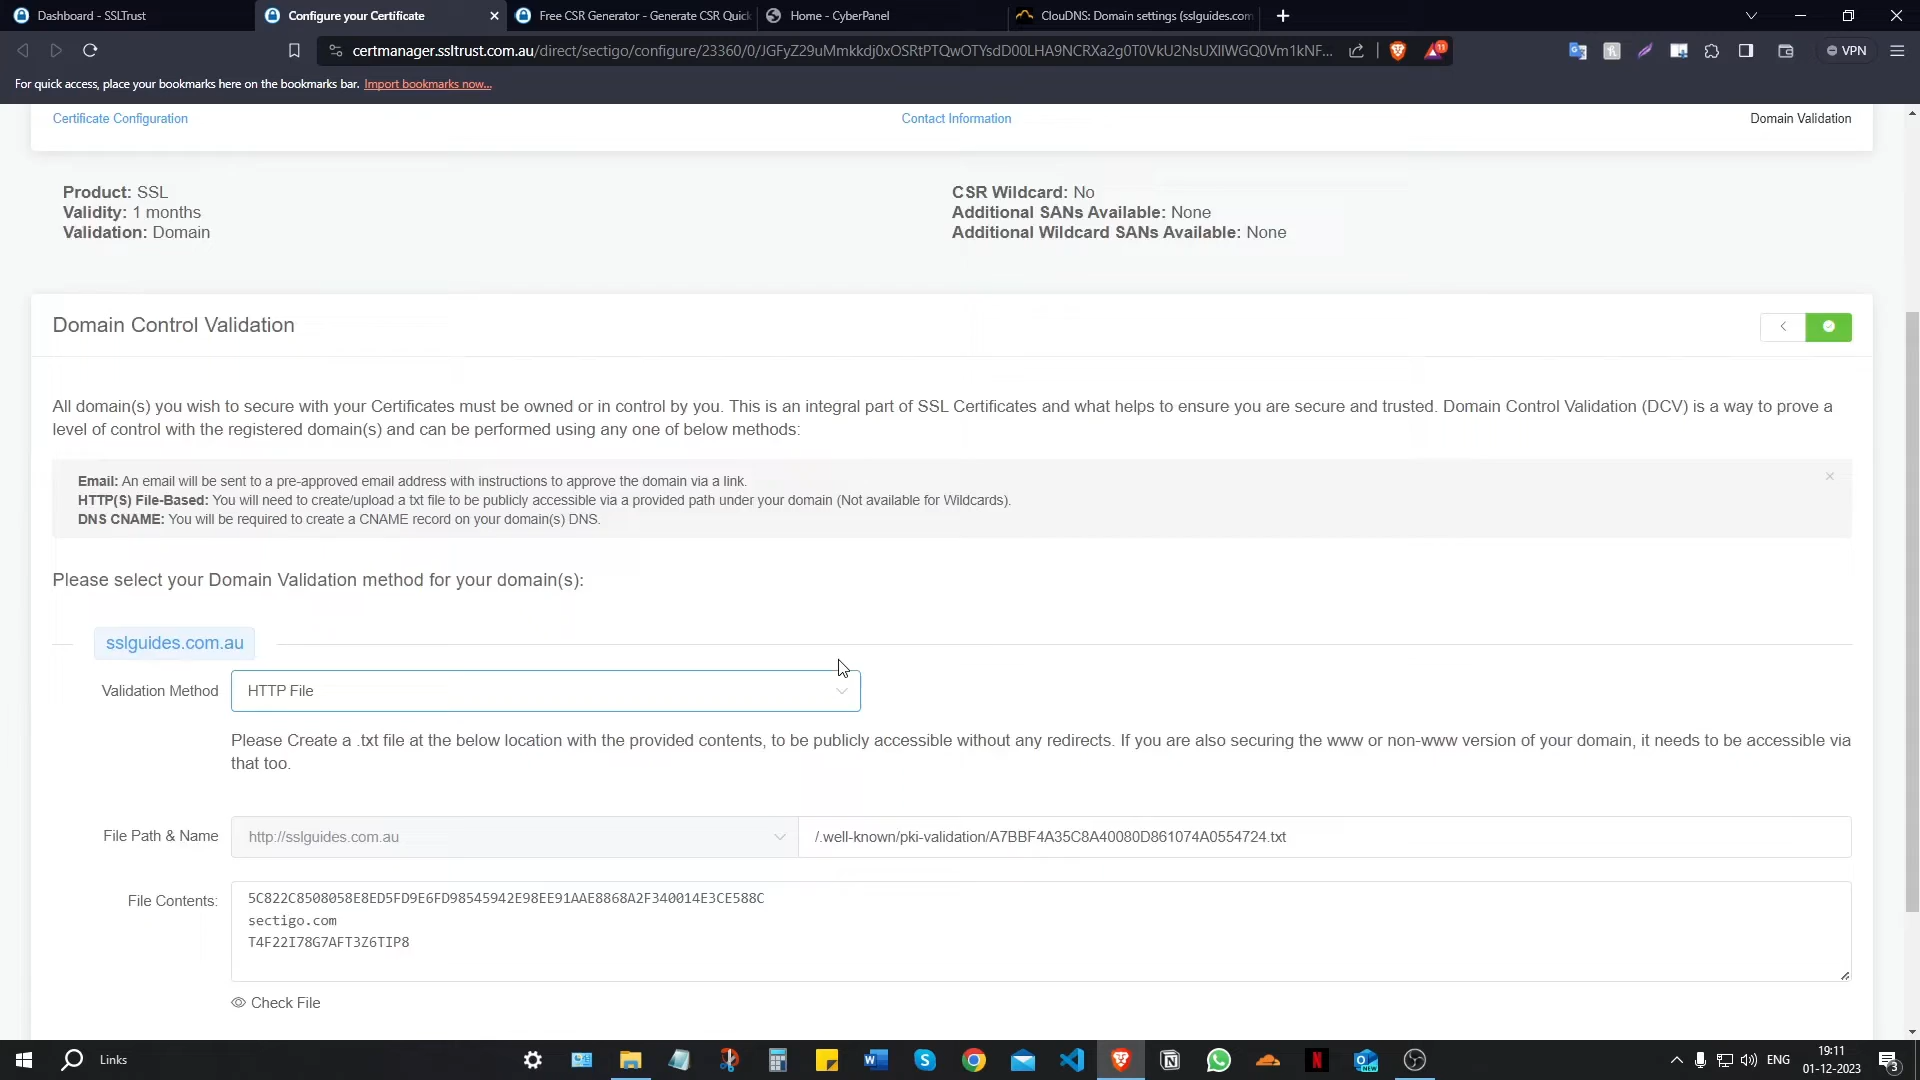 Dashboard - SSLTrust
Configure your Certificate
Free CSR Generator - Generate CSR Quick
Home - CyberPanel
ClouDNS: Domain settings (sslguides.com
certmanager.ssltrust.com.au/direct/sectigo/configure/23360/0/
11
VPN
For quick access, place your bookmarks here on the bookmarks bar. Import bookmarks now...
Certificate Configuration
Contact Information
Domain Validation
Product: SSL
Validity: 1 months
Validation: Domain
CSR Wildcard: No
Additional SANs Available: None
Additional Wildcard SANs Available: None
Domain Control Validation
All domain(s) you wish to secure with your Certificates must be owned or in control by you. This is an integral part of SSL Certificates and what helps to ensure you are secure and trusted. Domain Control Validation (DCV) is a way to prove a
level of control with the registered domain(s) and can be performed using any one of below methods:
Email: An email will be sent to a pre-approved email address with instructions to approve the domain via a link.
HTTP(S) File-Based: You will need to create/upload a txt file to be publicly accessible via a provided path under your domain (Not available for Wildcards).
DNS CNAME: You will be required to create a CNAME record on your domain(s) DNS.
Please select your Domain Validation method for your domain(s):
sslguides.com.au
Validation Method
HTTP File
Please Create a .txt file at the below location with the provided contents, to be publicly accessible without any redirects. If you are also securing the www or non-www version of your domain, it needs to be accessible via
that too.
File Path & Name
http://sslguides.com.au
/.well-known/pki-validation/A7BBF4A35C8A40080D861074A0554724.txt
File Contents:
5C822C8508058E8ED5FD9E6FD98545942E98EE91AAE8868A2F340014E3CE588C
sectigo.com
T4F22I78G7AFT3Z6TIP8
Check File
Links
ENG
19:11
01-12-2023
3